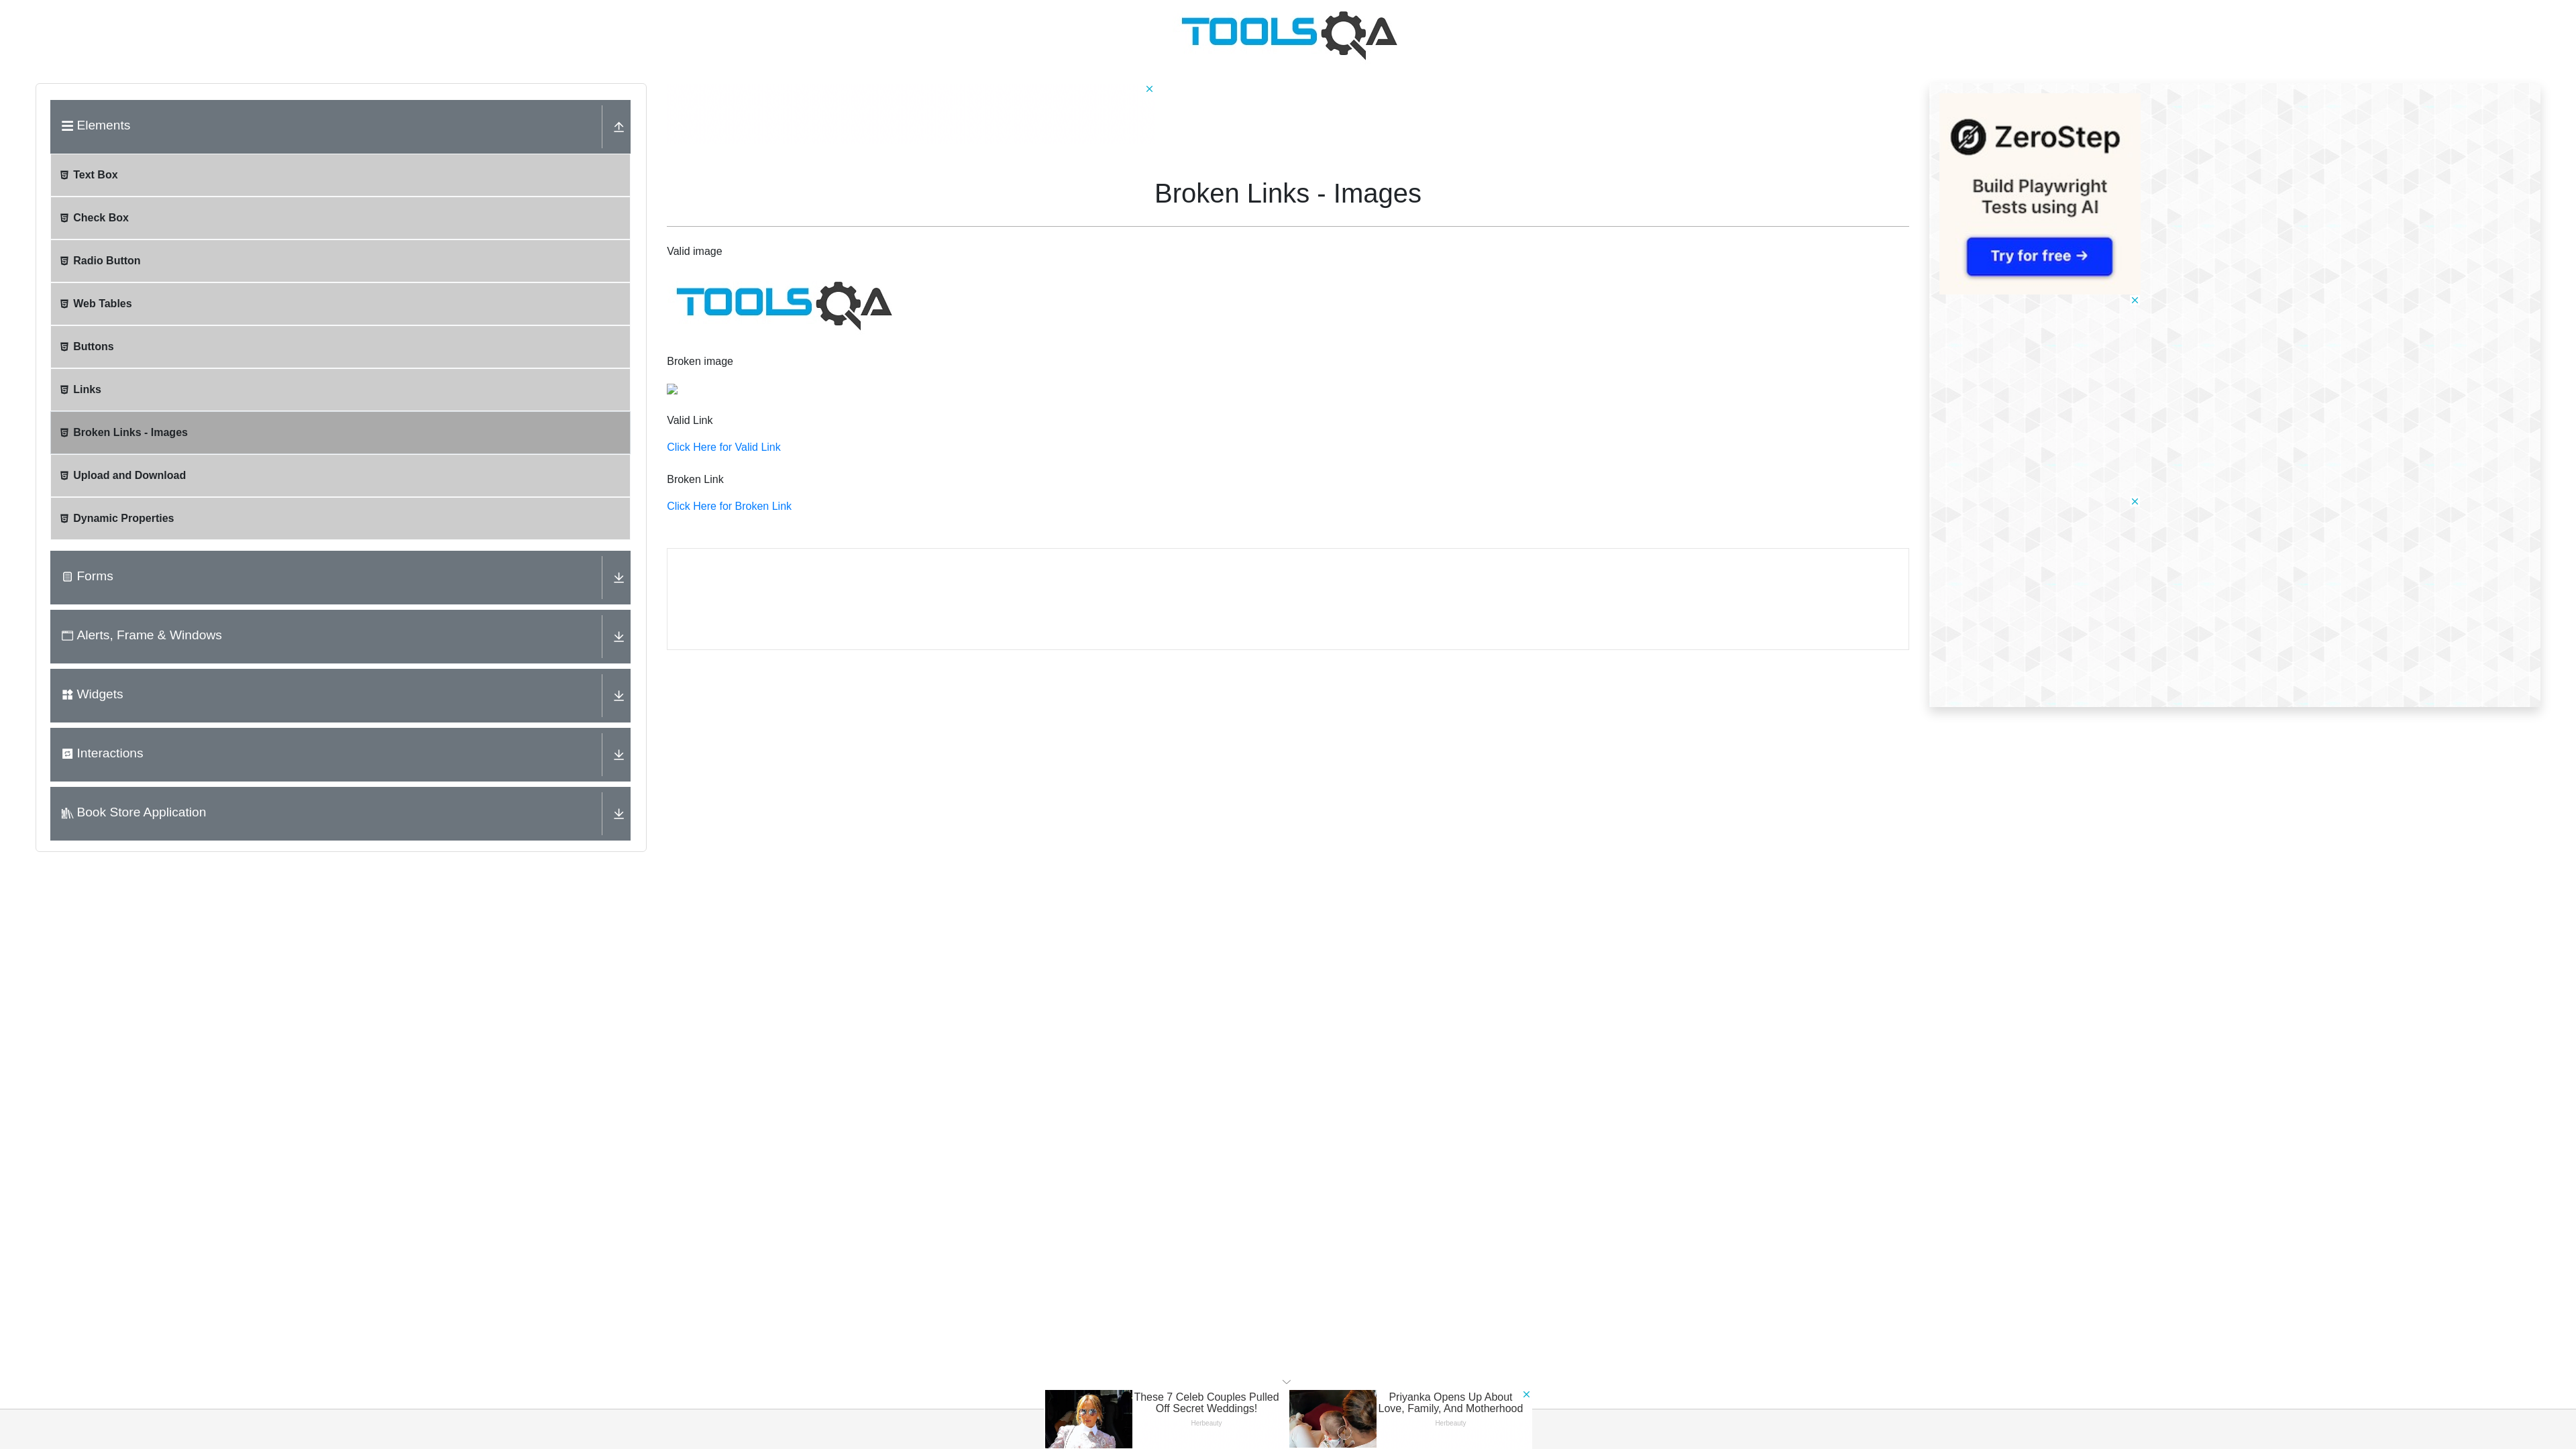 TOOLSQA
Elements
Text Box
Check Box
Radio Button
Web Tables
Buttons
Links
Broken Links - Images
Upload and Download
Dynamic Properties
Forms
Alerts, Frame & Windows
Widgets
Interactions
Book Store Application
Broken Links - Images
Valid image
TOOLSQA
Broken image
Valid Link
Click Here for Valid Link
Broken Link
Click Here for Broken Link
ZeroStep
Build Playwright
Tests using AI
Try for free →
These 7 Celeb Couples Pulled
Off Secret Weddings!
Herbeauty
Priyanka Opens Up About
Love, Family, And Motherhood
Herbeauty